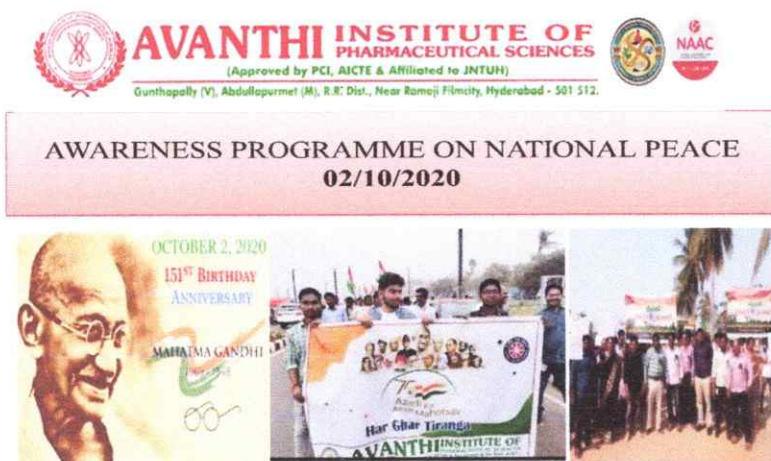 AVANTHI INSTITUTE OF
PHARMACEUTICAL SCIENCES
(Approved by PCI, AICTE & Affiliated to JNTUH)
Gunthapally (V), Abdullapurmet (M), R.R. Dist., Near Ramoji Filmcity, Hyderabad - 501 512.
NAAC
AWARENESS PROGRAMME ON NATIONAL PEACE
02/10/2020
OCTOBER 2, 2020
151ST BIRTHDAY
ANNIVERSARY
MAHATMA GANDHI
Azadi Ka
Amrit Mahotsav
Har Ghar Tiranga
AVANTHI INSTITUTE OF